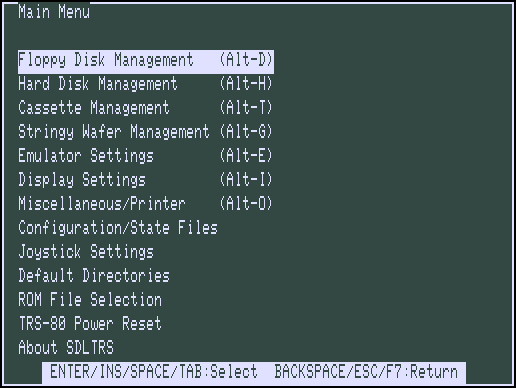 Main Menu
Floppy Disk Management (Alt-D)
Hard Disk Management (Alt-H)
Cassette Management (Alt-T)
Stringy Wafer Management (Alt-G)
Emulator Settings (Alt-E)
Display Settings (Alt-I)
Miscellaneous/Printer (Alt-O)
Configuration/State Files
Joystick Settings
Default Directories
ROM File Selection
TRS-80 Power Reset
About SDLTRS
ENTER/INS/SPACE/TAB:Select BACKSPACE/ESC/F7:Return